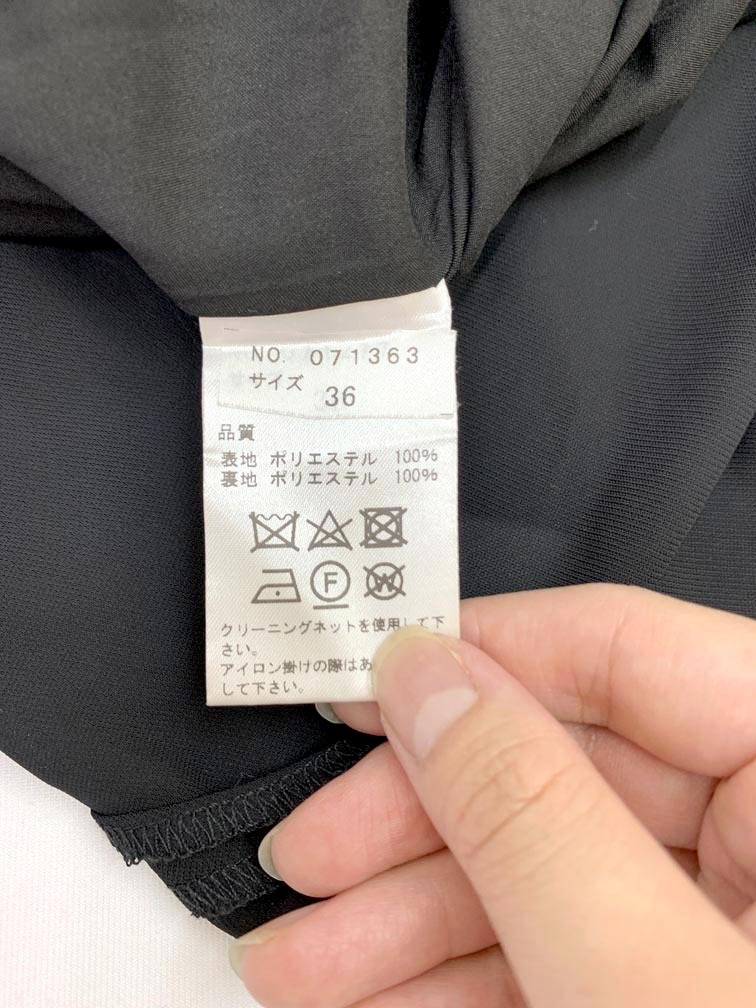 NO. 071363
サイズ 36
品質
表地 ポリエステル 100%
裏地 ポリエステル 100%
F W
クリーニングネットを使用して下
さい。
アイロン掛けの際はあ
して下さい。